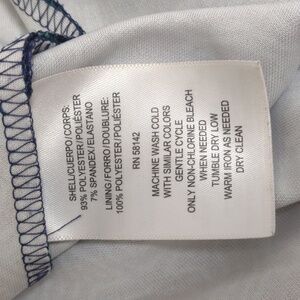 SHELL/CUERPO/CORPS:
93% POLYESTER/POLIÉSTER
7% SPANDEX/ELASTANO
LINING/FORRO/DOUBLURE:
100% POLYESTER/POLIÉSTER
RN 58142
MACHINE WASH COLD
WITH SIMILAR COLORS
GENTLE CYCLE
ONLY NON-CHLORINE BLEACH
WHEN NEEDED
TUMBLE DRY LOW
WARM IRON AS NEEDED
DRY CLEAN